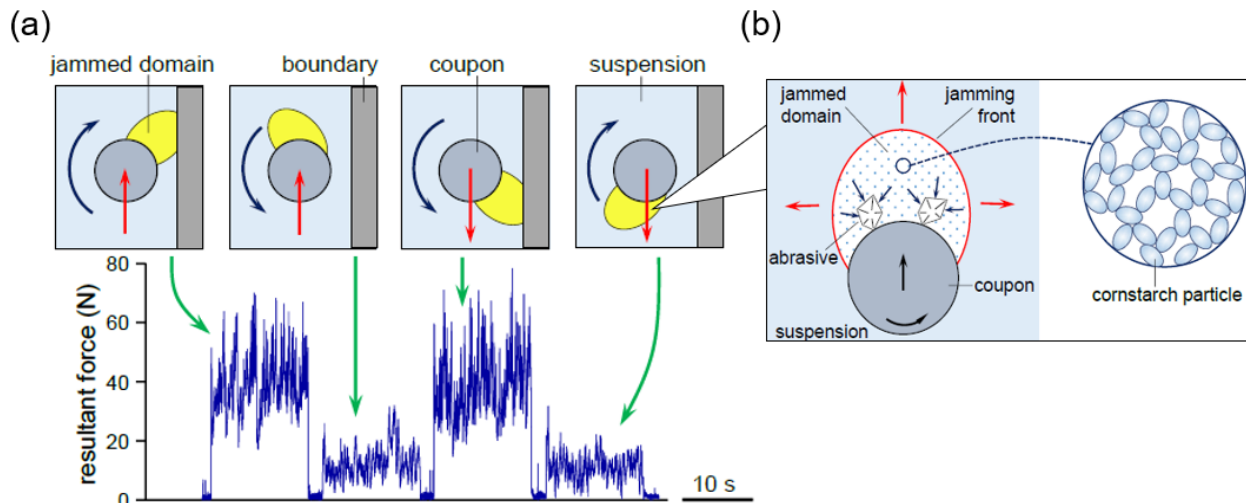 (a)
jammed domain
boundary
coupon
suspension
80
60
40
20
0
resultant force (N)
10 s
(b)
jammed
domain
jamming
front
abrasive
coupon
suspension
cornstarch particle